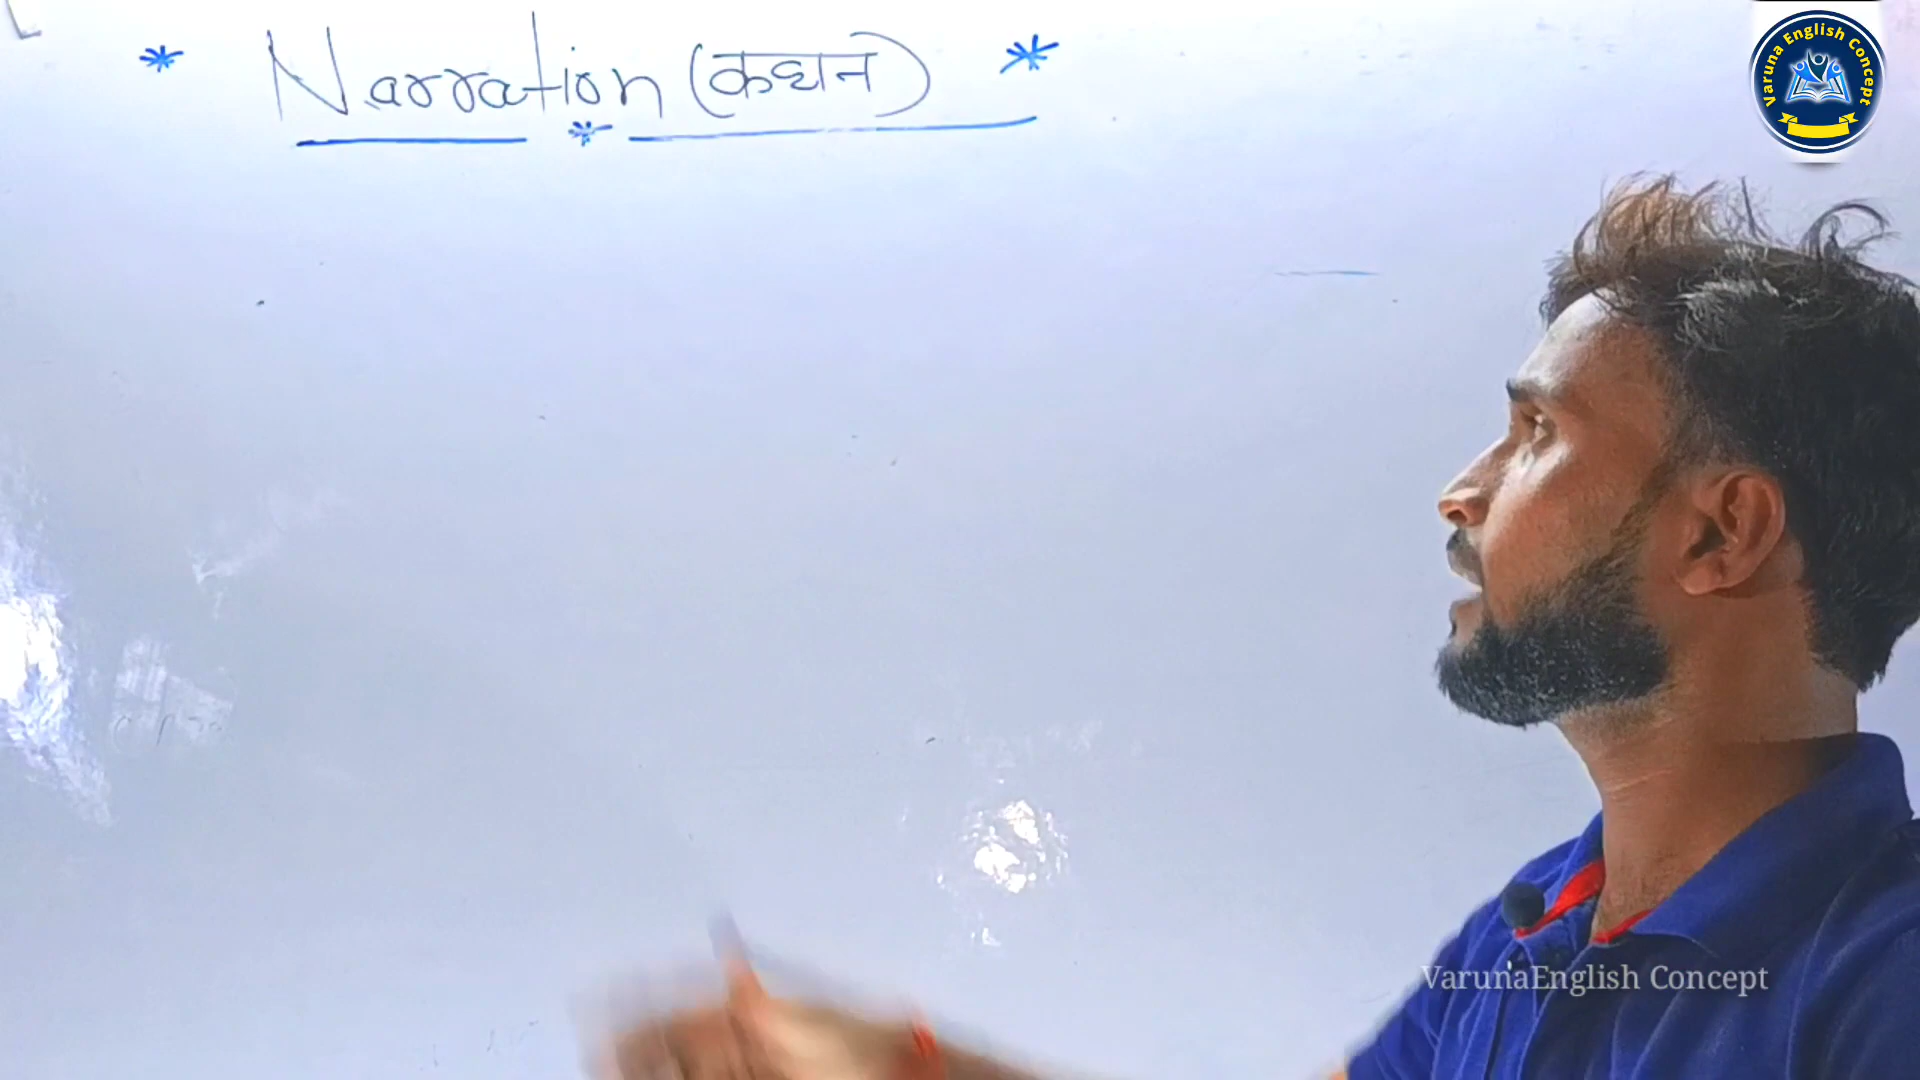 * Narration (कथन) *
*
Varuna English Concept
VarunaEnglish Concept